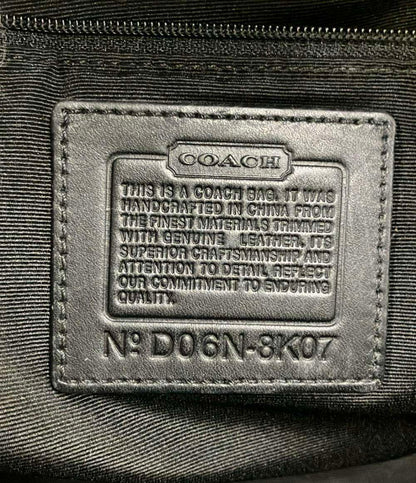 COACH
THIS IS A COACH BAG. IT WAS
HANDCRAFTED IN CHINA FROM
THE FINEST MATERIALS TRIMMED
WITH GENUINE LEATHER. ITS
SUPERIOR CRAFTSMANSHIP AND
ATTENTION TO DETAIL REFLECT
OUR COMMITMENT TO ENDURING
QUALITY.
Nº D06N-8K07